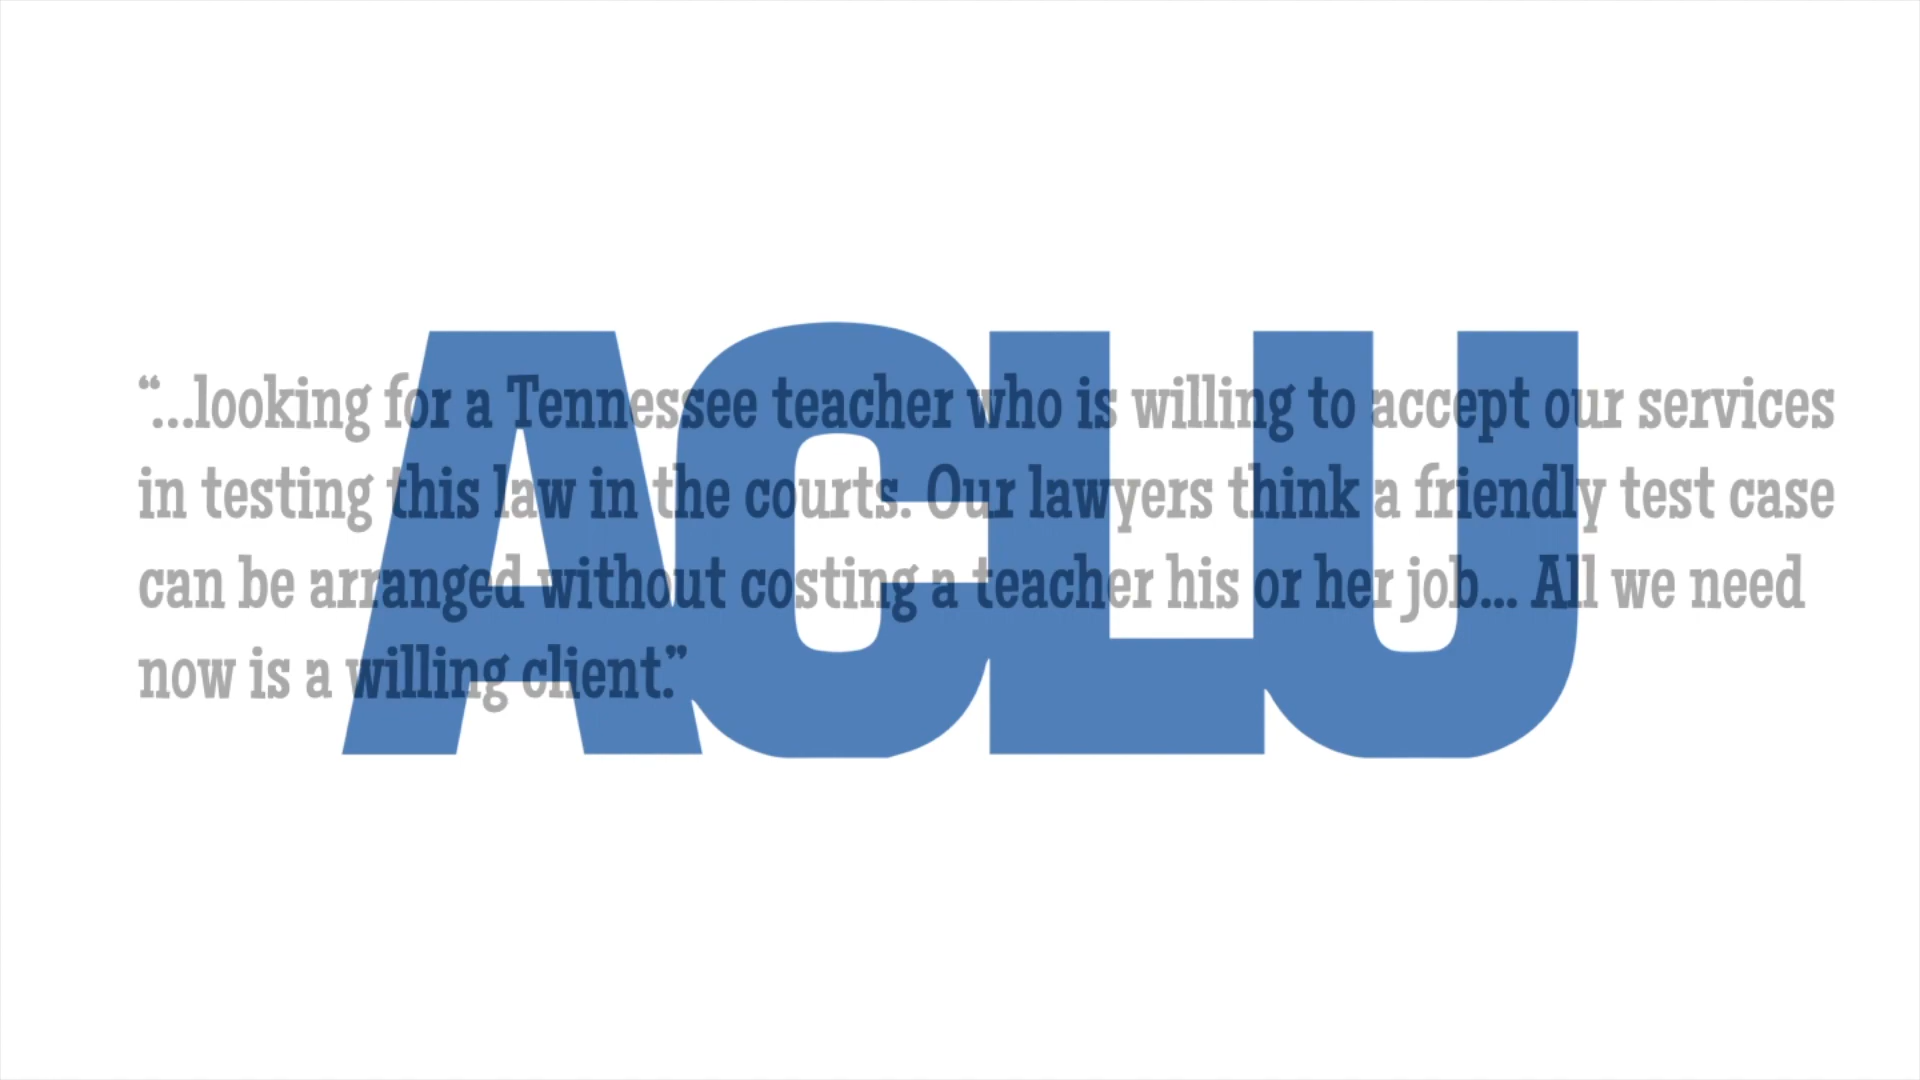 ACLU
“...looking for a Tennessee teacher who is willing to accept our services
in testing this law in the courts. Our lawyers think a friendly test case
can be arranged without costing a teacher his or her job... All we need
now is a willing client.”